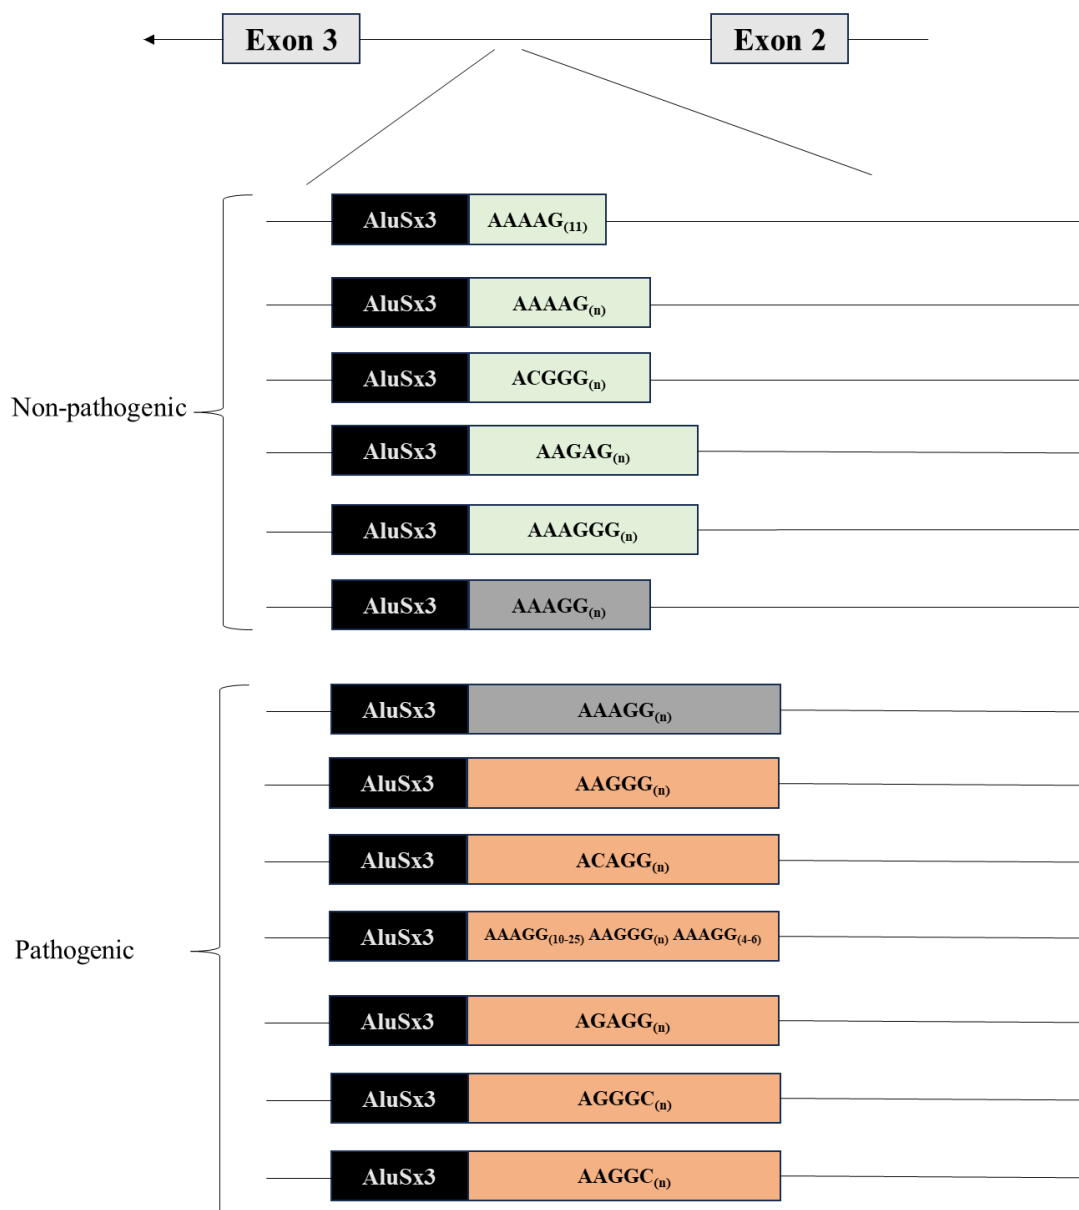 Exon 3 Exon 2
AluSx3 AAAAG(11)
AluSx3 AAAAG(n)
AluSx3 ACGGG(n)
Non-pathogenic
AluSx3 AAGAG(n)
AluSx3 AAAGGG(n)
AluSx3 AAAGG(n)
AluSx3 AAAGG(n)
AluSx3 AAGGG(n)
AluSx3 ACAGG(n)
AluSx3 AAAGG(10-25) AAGGG(n) AAAGG(4-6)
Pathogenic
AluSx3 AGAGG(n)
AluSx3 AGGGC(n)
AluSx3 AAGGC(n)